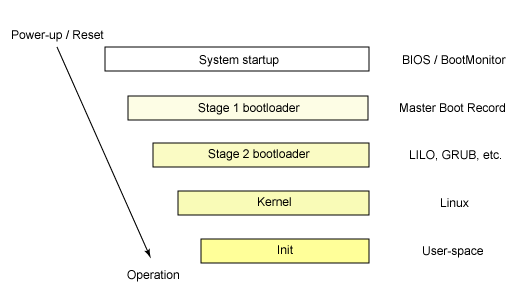 Power-up / Reset
System startup
BIOS / BootMonitor
Stage 1 bootloader
Master Boot Record
Stage 2 bootloader
LILO, GRUB, etc.
Kernel
Linux
Init
User-space
Operation